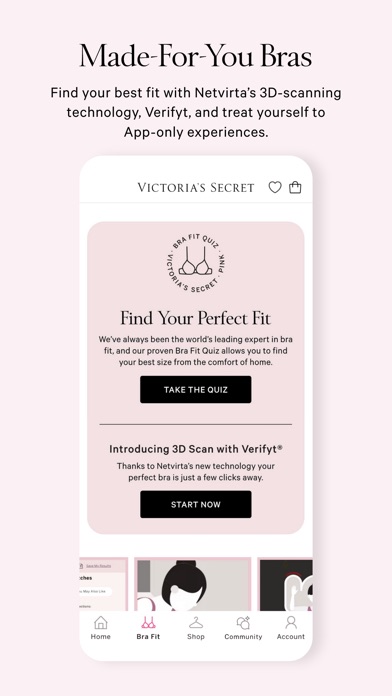 Made-For-You Bras
Find your best fit with Netvirta's 3D-scanning
technology, Verifyt, and treat yourself to
App-only experiences.
VICTORIA'S SECRET
BRA FIT QUIZ · PINK · VICTORIA'S SECRET ·
Find Your Perfect Fit
We've always been the world's leading expert in bra
fit, and our proven Bra Fit Quiz allows you to find
your best size from the comfort of home.
TAKE THE QUIZ
Introducing 3D Scan with Verifyt®
Thanks to Netvirta's new technology your
perfect bra is just a few clicks away.
START NOW
tches
May Also Like
Home
Bra Fit
Shop
Community
Account